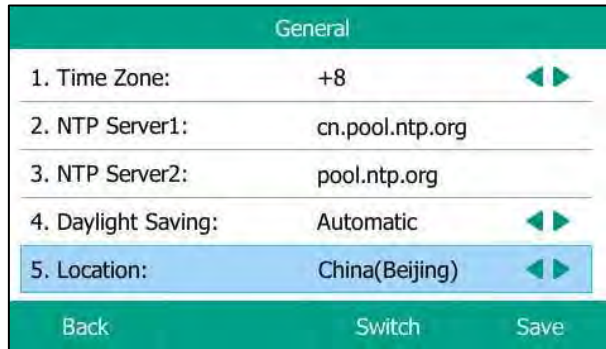 General
1. Time Zone: +8
2. NTP Server1: cn.pool.ntp.org
3. NTP Server2: pool.ntp.org
4. Daylight Saving: Automatic
5. Location: China(Beijing)
Back Switch Save